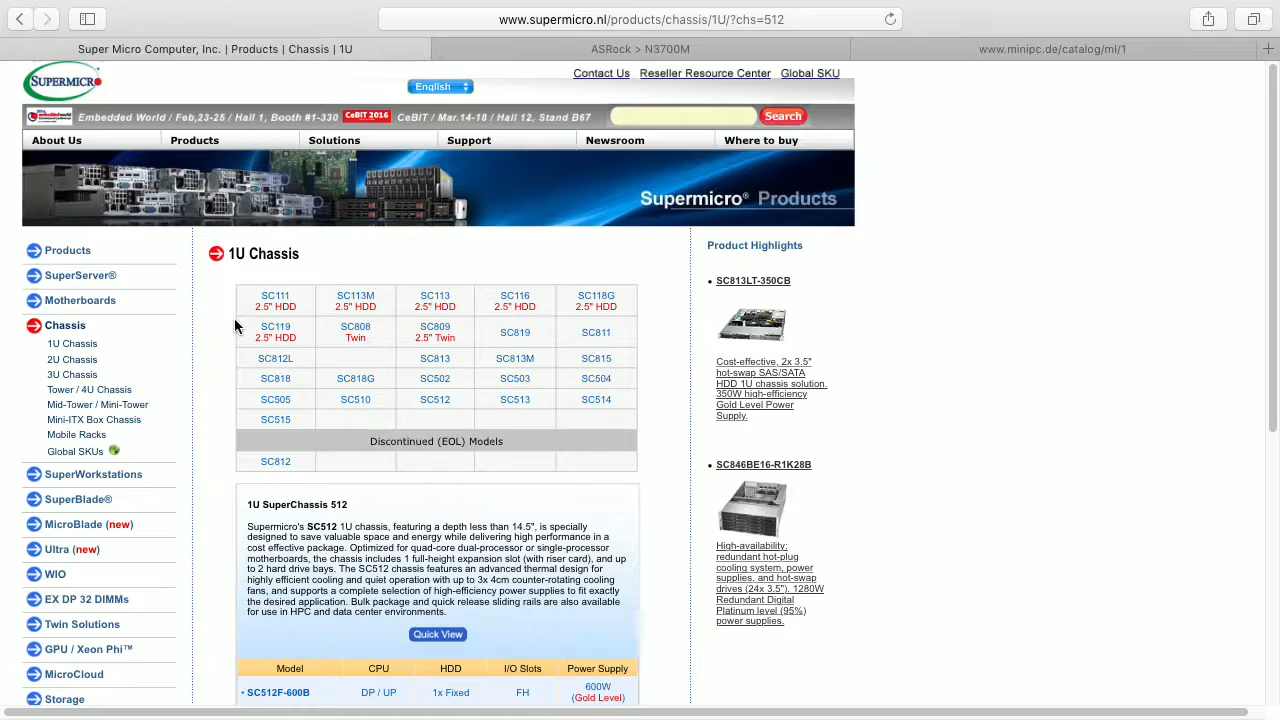 www.supermicro.nl/products/chassis/1U/?chs=512
Super Micro Computer, Inc. | Products | Chassis | 1U
ASRock > N3700M
www.minipc.de/catalog/ml/1
SUPERMICRO
English
Contact Us
Reseller Resource Center
Global SKU
Embedded World / Feb,23-25 / Hall 1, Booth #1-330
CeBIT 2016
CeBIT / Mar.14-18 / Hall 12, Stand B67
Search
About Us
Products
Solutions
Support
Newsroom
Where to buy
Supermicro® Products
Products
SuperServer®
Motherboards
Chassis
1U Chassis
2U Chassis
3U Chassis
Tower / 4U Chassis
Mid-Tower / Mini-Tower
Mini-ITX Box Chassis
Mobile Racks
Global SKUs
SuperWorkstations
SuperBlade®
MicroBlade (new)
Ultra (new)
WIO
EX DP 32 DIMMs
Twin Solutions
GPU / Xeon Phi™
MicroCloud
Storage
1U Chassis
SC111 SC113M SC113 SC116 SC118G
2.5" HDD 2.5" HDD 2.5" HDD 2.5" HDD 2.5" HDD
SC119 SC808 SC809 SC819 SC811
2.5" HDD Twin 2.5" Twin
SC812L SC813 SC813M SC815
SC818 SC818G SC502 SC503 SC504
SC505 SC510 SC512 SC513 SC514
SC515
Discontinued (EOL) Models
SC812
1U SuperChassis 512
Supermicro's SC512 1U chassis, featuring a depth less than 14.5", is specially
designed to save valuable space and energy while delivering high performance in a
cost effective package. Optimized for quad-core dual-processor or single-processor
motherboards, the chassis includes 1 full-height expansion slot (with riser card), and up
to 2 hard drive bays. The SC512 chassis features an advanced thermal design for
highly efficient cooling and quiet operation with up to 3x 4cm counter-rotating cooling
fans, and supports a complete selection of high-efficiency power supplies to fit exactly
the desired application. Bulk package and quick release sliding rails are also available
for use in HPC and data center environments.
Quick View
Model CPU HDD I/O Slots Power Supply
• SC512F-600B DP / UP 1x Fixed FH 600W
(Gold Level)
Product Highlights
• SC813LT-350CB
Cost-effective, 2x 3.5"
hot-swap SAS/SATA
HDD 1U chassis solution.
350W high-efficiency
Gold Level Power
Supply.
• SC846BE16-R1K28B
High-availability:
redundant hot-plug
cooling system, power
supplies, and hot-swap
drives (24x 3.5"). 1280W
Redundant Digital
Platinum level (95%)
power supplies.